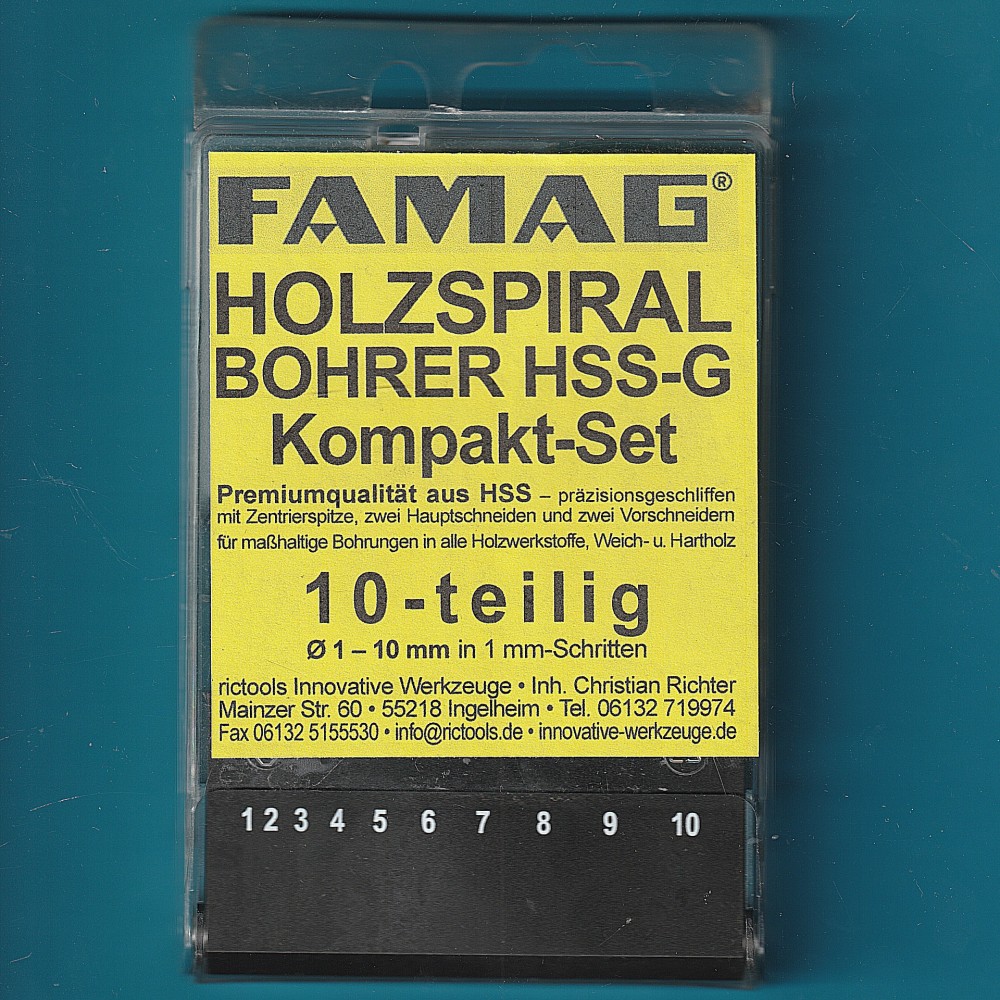 FAMAG®
HOLZSPIRAL
BOHRER HSS-G
Kompakt-Set
Premiumqualität aus HSS – präzisionsgeschliffen
mit Zentrierspitze, zwei Hauptschneiden und zwei Vorschneidern
für maßhaltige Bohrungen in alle Holzwerkstoffe, Weich- u. Hartholz
10-teilig
Ø 1 – 10 mm in 1 mm-Schritten
rictools Innovative Werkzeuge • Inh. Christian Richter
Mainzer Str. 60 • 55218 Ingelheim • Tel. 06132 719974
Fax 06132 5155530 • info@rictools.de • innovative-werkzeuge.de
1 2 3 4 5 6 7 8 9 10